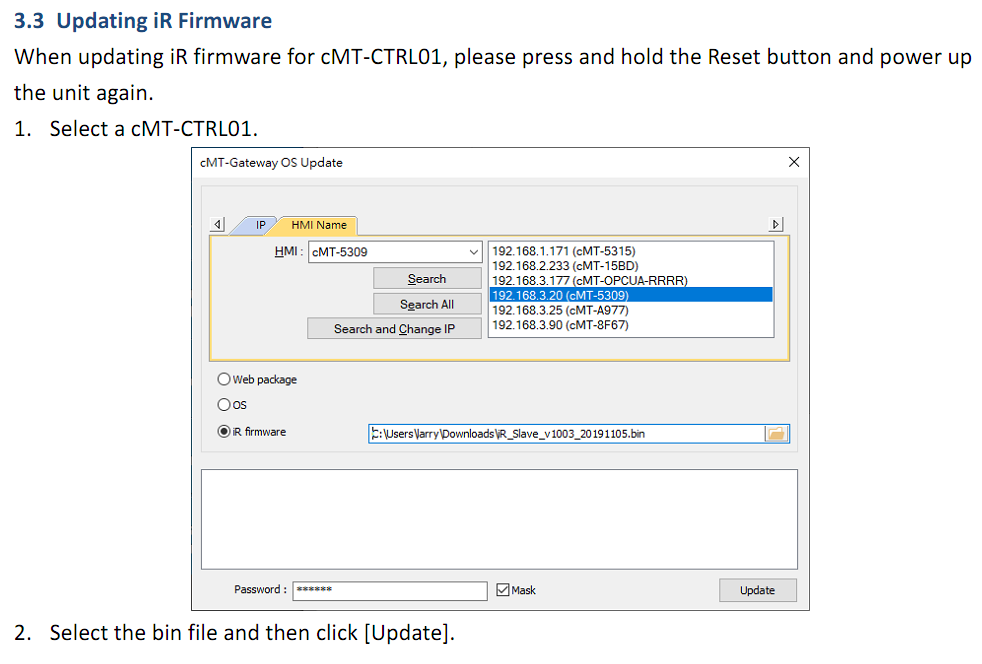 3.3 Updating iR Firmware
When updating iR firmware for cMT-CTRL01, please press and hold the Reset button and power up
the unit again.
1. Select a cMT-CTRL01.
cMT-Gateway OS Update
IP
HMI Name
HMI : cMT-5309
Search
Search All
Search and Change IP
192.168.1.171 (cMT-5315)
192.168.2.233 (cMT-15BD)
192.168.3.177 (cMT-OPCUA-RRRR)
192.168.3.20 (cMT-5309)
192.168.3.25 (cMT-A977)
192.168.3.90 (cMT-8F67)
Web package
OS
iR firmware
C:\Users\larry\Downloads\iR_Slave_v1003_20191105.bin
Password : ******
Mask
Update
2. Select the bin file and then click [Update].